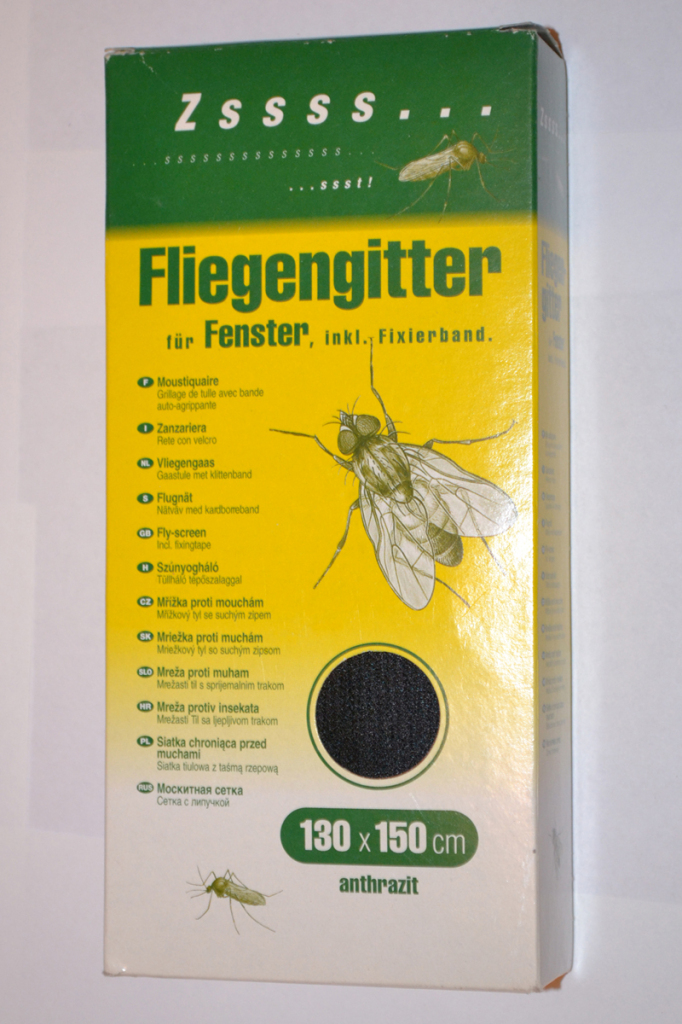 Zssss...
...sssssssssssssss...
...ssst!
Fliegengitter
für Fenster, inkl. Fixierband.
F Moustiquaire
Grillage de tulle avec bande
auto-agrippante
I Zanzariera
Rete con velcro
NL Vliegengaas
Gaastule met klittenband
S Flugnät
Nätväv med kardborreband
GB Fly-screen
Incl. fixingtape
H Szúnyogháló
Tüllháló tépőszalaggal
CZ Mřížka proti mouchám
Mřížkový tyl se suchým zipem
SK Mriežka proti muchám
Mriežkový tyl so suchým zipsom
SLO Mreža proti muham
Mrežasti til s sprijemalnim trakom
HR Mreža protiv insekata
Mrežasti Til sa ljepljivom trakom
PL Siatka chroniąca przed
muchami
Siatka tiulowa z taśmą rzepową
RUS Москитная сетка
Сетка с липучкой
130 x 150 cm
anthrazit
Zssss...
Fliegen-
gitter